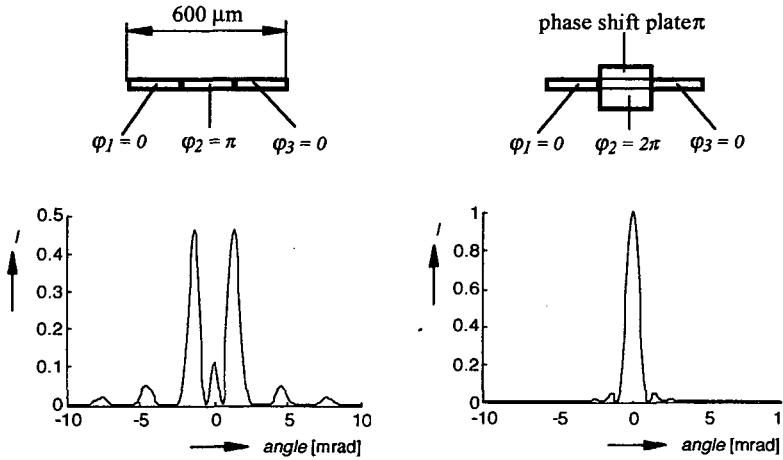 600 μm
φ1 = 0
φ2 = π
φ3 = 0
phase shift plateπ
φ1 = 0
φ2 = 2π
φ3 = 0
I
0.5
0.4
0.3
0.2
0.1
0
-10
-5
0
5
10
angle [mrad]
I
1
0.8
0.6
0.4
0.2
0
-10
-5
0
5
1
angle [mrad]